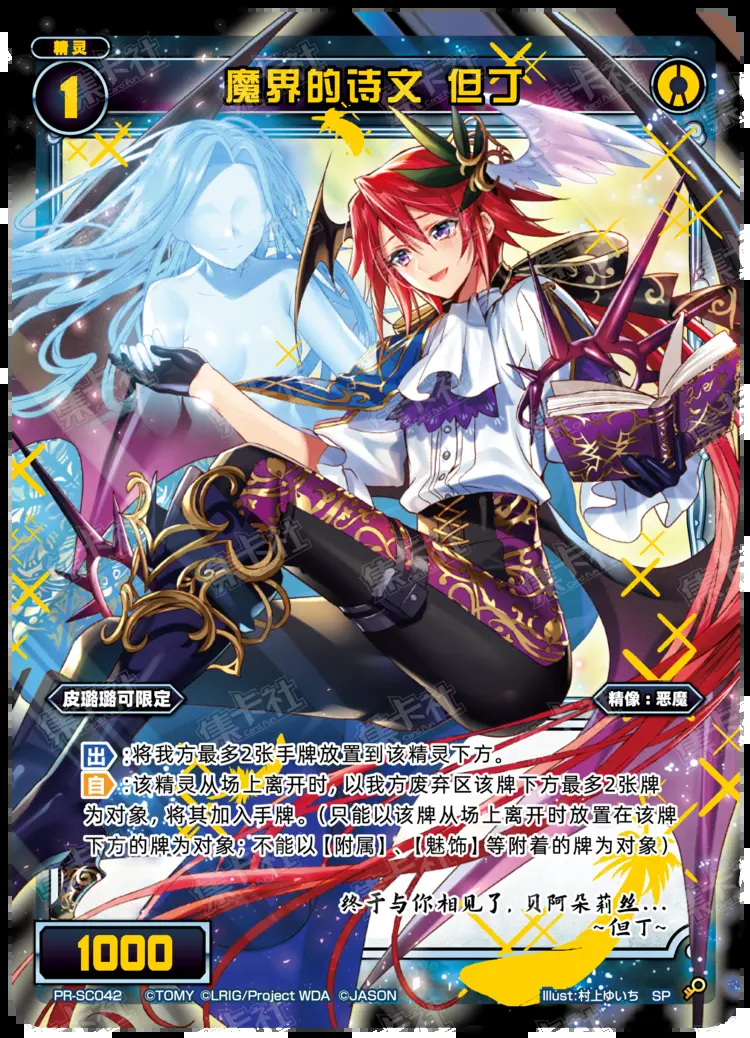 精灵
1
魔界的诗文 但丁
皮璐璐可限定
精像：恶魔
出 :将我方最多2张手牌放置到该精灵下方。
自 :该精灵从场上离开时, 以我方废弃区该牌下方最多2张牌
为对象, 将其加入手牌。(只能以该牌从场上离开时放置在该牌
下方的牌为对象; 不能以【附属】、【魅饰】等附着的牌为对象)
终于与你相见了, 贝阿朵莉丝...
～但丁～
1000
PR-SC042 ©TOMY ©LRIG/Project WDA ©JASON
Illust:村上ゆいち SP
集卡社